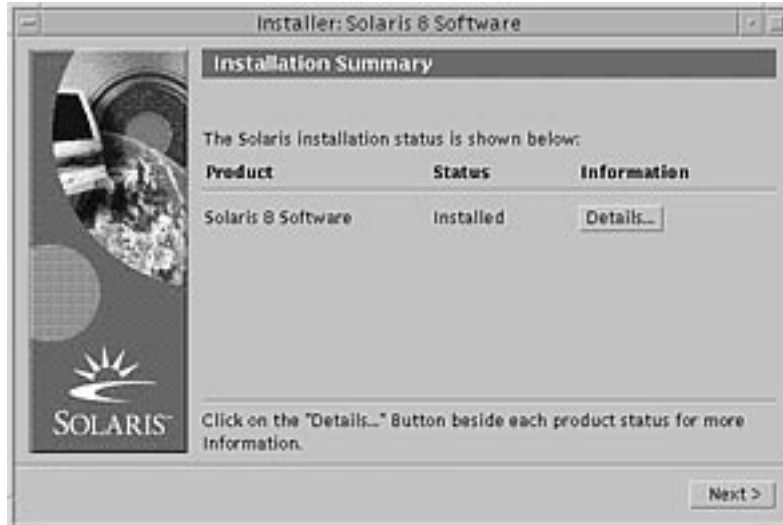 Installer: Solaris 8 Software
Installation Summary
The Solaris installation status is shown below:
Product Status Information
Solaris 8 Software Installed Details...
SOLARIS™
Click on the "Details..." Button beside each product status for more
Information.
Next >